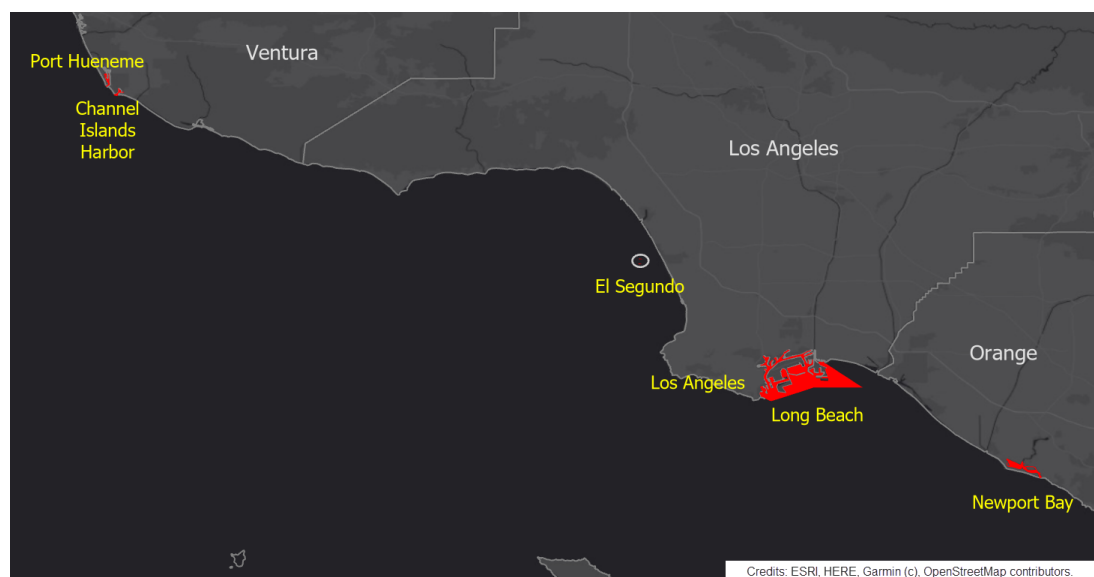 Ventura
Port Hueneme
Channel
Islands
Harbor
Los Angeles
El Segundo
Orange
Los Angeles
Long Beach
Newport Bay
Credits: ESRI, HERE, Garmin (c), OpenStreetMap contributors.